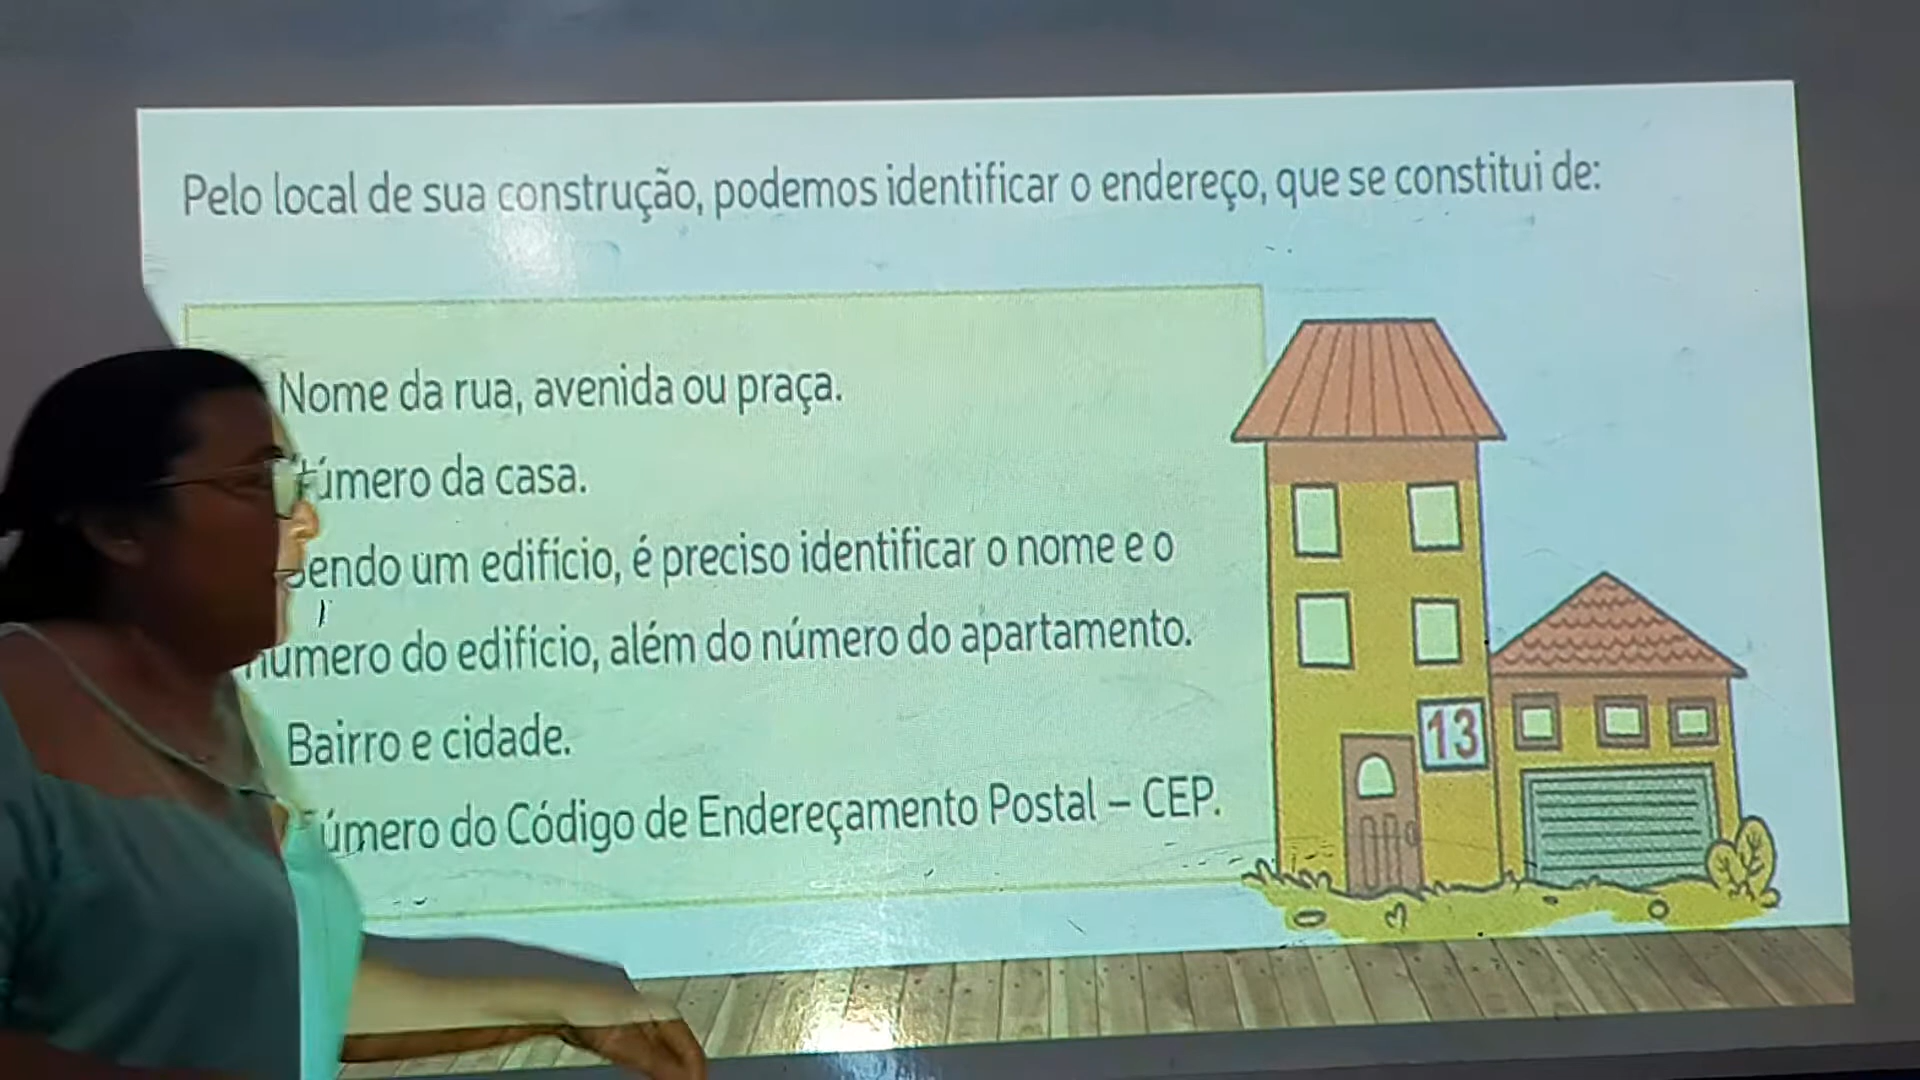 Pelo local de sua construção, podemos identificar o endereço, que se constitui de:
Nome da rua, avenida ou praça.
úmero da casa.
endo um edifício, é preciso identificar o nome e o
número do edifício, além do número do apartamento.
Bairro e cidade.
úmero do Código de Endereçamento Postal – CEP.
13